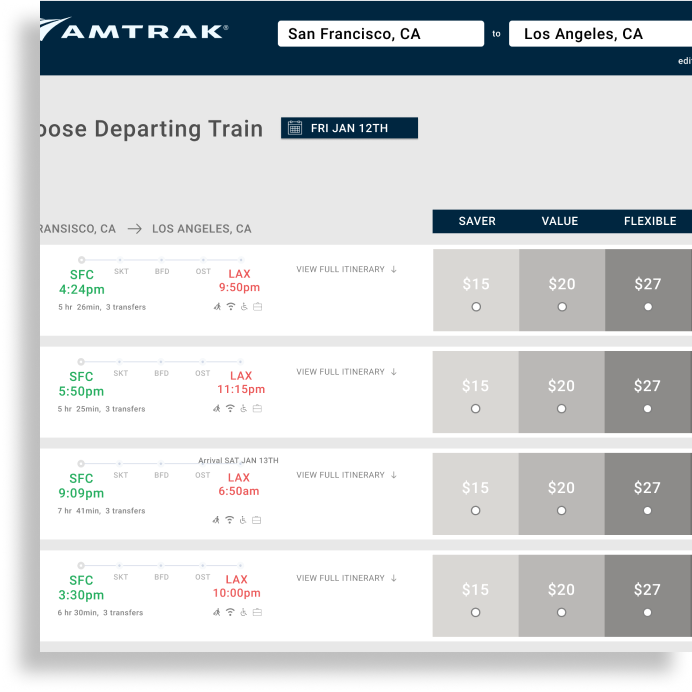 AMTRAK®
San Francisco, CA to Los Angeles, CA
edi
oose Departing Train FRI JAN 12TH
SAVER VALUE FLEXIBLE
RANSISCO, CA → LOS ANGELES, CA
SKT BFD OST VIEW FULL ITINERARY ↓
SFC LAX
4:24pm 9:50pm
$15 $20 $27
5 hr 26min, 3 transfers
SKT BFD OST VIEW FULL ITINERARY ↓
SFC LAX
5:50pm 11:15pm
$15 $20 $27
5 hr 25min, 3 transfers
Arrival SAT JAN 13TH
SKT BFD OST VIEW FULL ITINERARY ↓
SFC LAX
9:09pm 6:50am
$15 $20 $27
7 hr 41min, 3 transfers
SKT BFD OST VIEW FULL ITINERARY ↓
SFC LAX
3:30pm 10:00pm
$15 $20 $27
6 hr 30min, 3 transfers